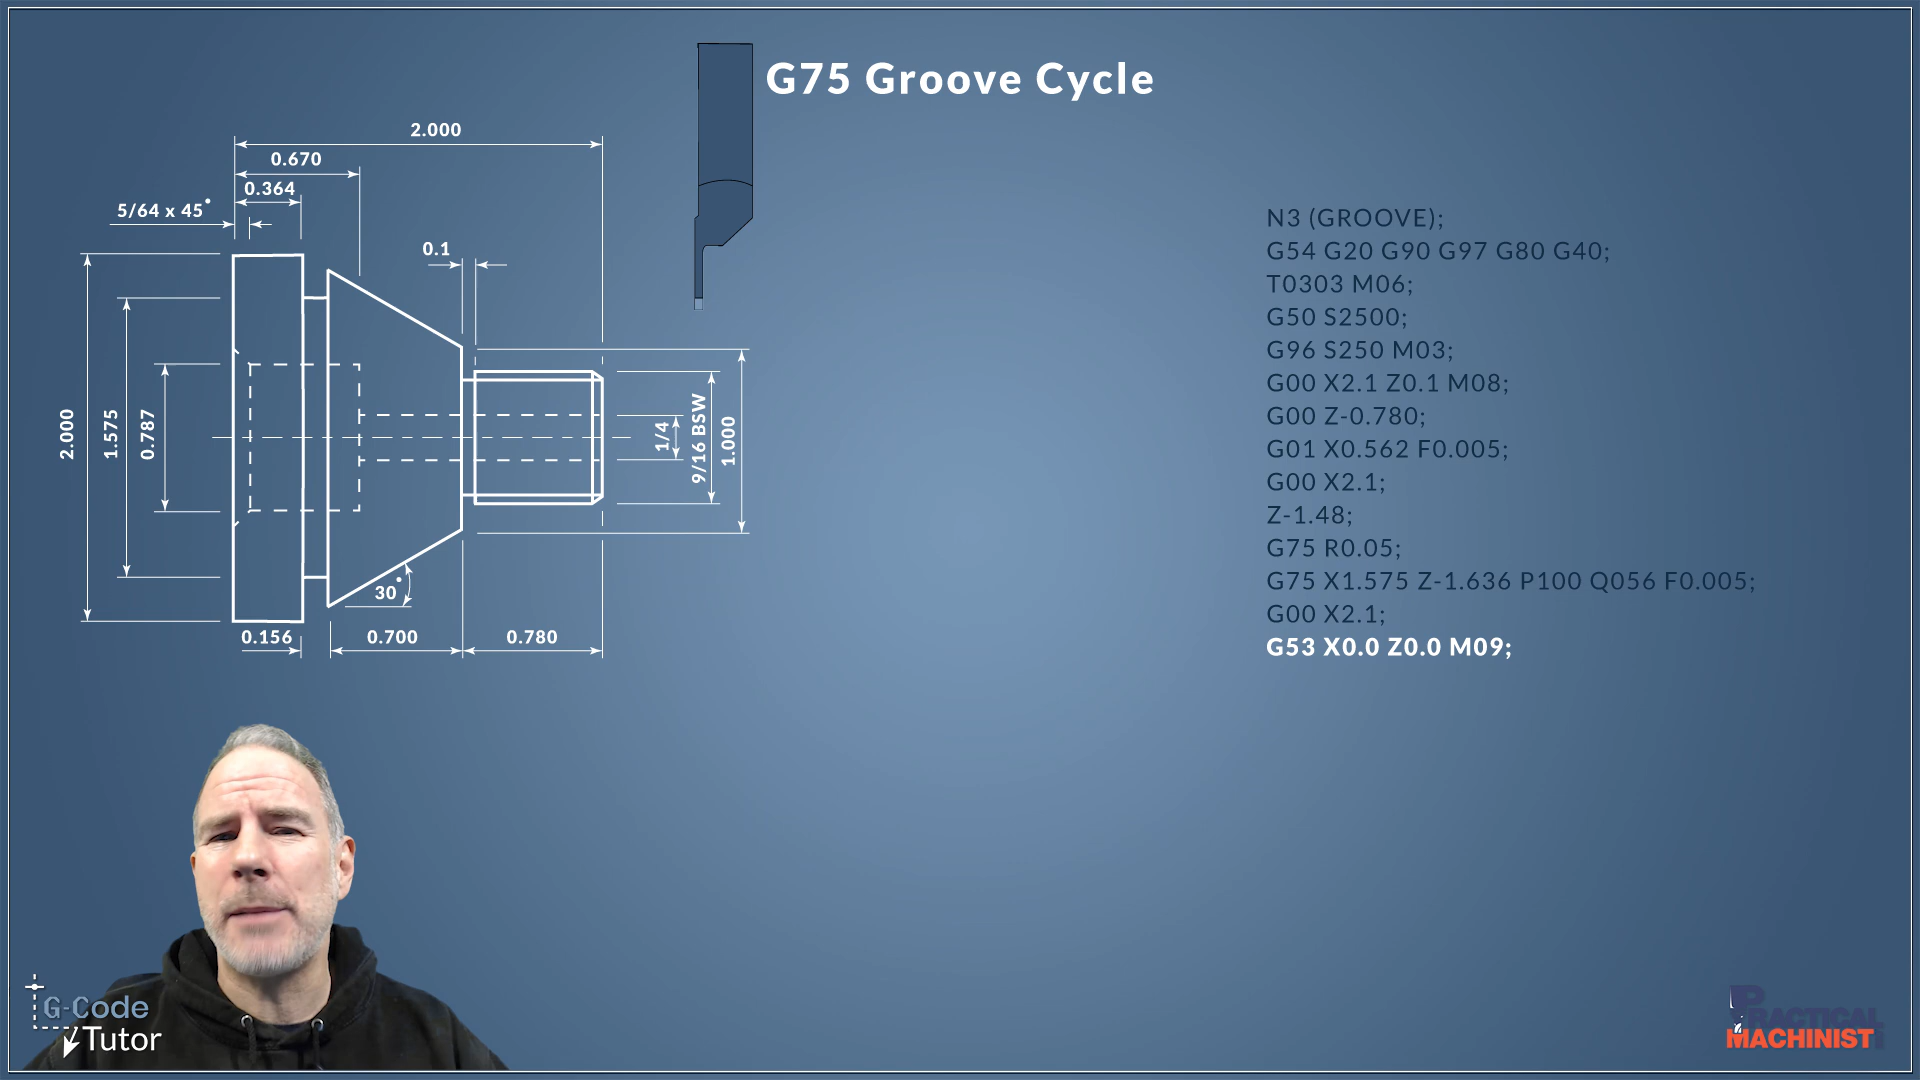 G75 Groove Cycle
2.000
0.670
0.364
5/64 x 45°
0.1
2.000
1.575
0.787
1/4
9/16 BSW
1.000
30°
0.156
0.700
0.780
N3 (GROOVE);
G54 G20 G90 G97 G80 G40;
T0303 M06;
G50 S2500;
G96 S250 M03;
G00 X2.1 Z0.1 M08;
G00 Z-0.780;
G01 X0.562 F0.005;
G00 X2.1;
Z-1.48;
G75 R0.05;
G75 X1.575 Z-1.636 P100 Q056 F0.005;
G00 X2.1;
G53 X0.0 Z0.0 M09;
G-Code
Tutor
PRACTICAL
MACHINIST